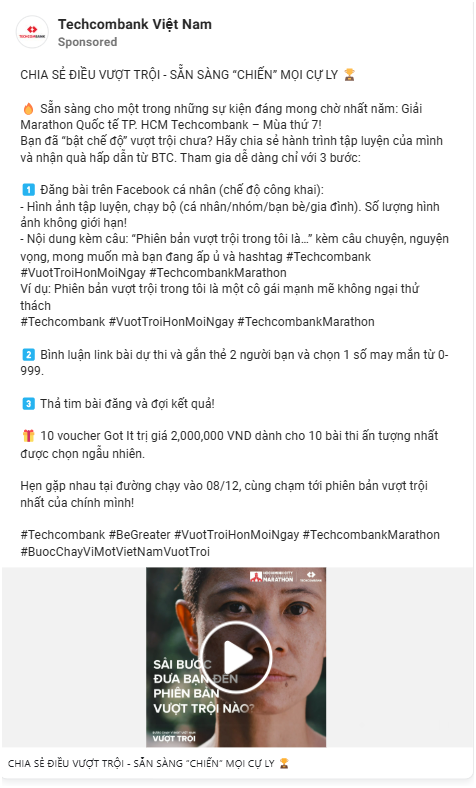 Techcombank Việt Nam
Sponsored
CHIA SẺ ĐIỀU VƯỢT TRỘI - SẴN SÀNG “CHIẾN” MỌI CỰ LY 🏆
🔥 Sẵn sàng cho một trong những sự kiện đáng mong chờ nhất năm: Giải
Marathon Quốc tế TP. HCM Techcombank – Mùa thứ 7!
Bạn đã “bật chế độ” vượt trội chưa? Hãy chia sẻ hành trình tập luyện của mình
và nhận quà hấp dẫn từ BTC. Tham gia dễ dàng chỉ với 3 bước:
1️⃣ Đăng bài trên Facebook cá nhân (chế độ công khai):
- Hình ảnh tập luyện, chạy bộ (cá nhân/nhóm/bạn bè/gia đình). Số lượng hình
ảnh không giới hạn!
- Nội dung kèm câu: “Phiên bản vượt trội trong tôi là…” kèm câu chuyện, nguyện
vọng, mong muốn mà bạn đang ấp ủ và hashtag #Techcombank
#VuotTroiHonMoiNgay #TechcombankMarathon
Ví dụ: Phiên bản vượt trội trong tôi là một cô gái mạnh mẽ không ngại thử
thách
#Techcombank #VuotTroiHonMoiNgay #TechcombankMarathon
2️⃣ Bình luận link bài dự thi và gắn thẻ 2 người bạn và chọn 1 số may mắn từ 0-
999.
3️⃣ Thả tim bài đăng và đợi kết quả!
🎁 10 voucher Got It trị giá 2,000,000 VND dành cho 10 bài thi ấn tượng nhất
được chọn ngẫu nhiên.
Hẹn gặp nhau tại đường chạy vào 08/12, cùng chạm tới phiên bản vượt trội
nhất của chính mình!
#Techcombank #BeGreater #VuotTroiHonMoiNgay #TechcombankMarathon
#BuocChayViMotVietNamVuotTroi
MARATHON
SẢI BƯỚC
ĐƯA BẠN ĐẾN
PHIÊN BẢN
VƯỢT TRỘI NÀO?
VƯỢT TRỘI
CHIA SẺ ĐIỀU VƯỢT TRỘI - SẴN SÀNG “CHIẾN” MỌI CỰ LY 🏆